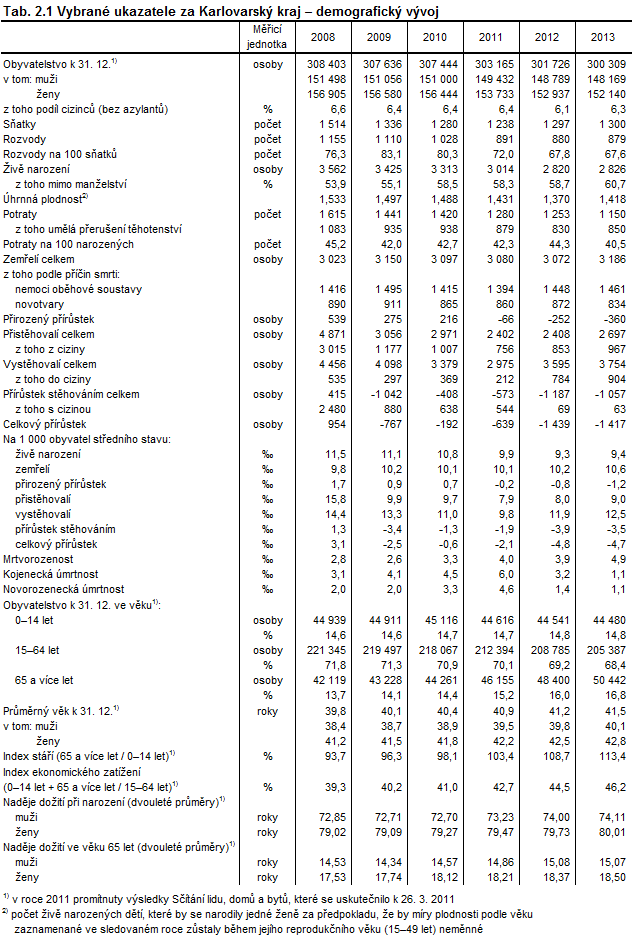 Tab. 2.1 Vybrané ukazatele za Karlovarský kraj – demografický vývoj
Měřicí jednotka 2008 2009 2010 2011 2012 2013
Obyvatelstvo k 31. 12.1) osoby 308 403 307 636 307 444 303 165 301 726 300 309
v tom: muži 151 498 151 056 151 000 149 432 148 789 148 169
ženy 156 905 156 580 156 444 153 733 152 937 152 140
z toho podíl cizinců (bez azylantů) % 6,6 6,4 6,4 6,4 6,1 6,3
Sňatky počet 1 514 1 336 1 280 1 238 1 297 1 300
Rozvody počet 1 155 1 110 1 028 891 880 879
Rozvody na 100 sňatků počet 76,3 83,1 80,3 72,0 67,8 67,6
Živě narození osoby 3 562 3 425 3 313 3 014 2 820 2 826
z toho mimo manželství % 53,9 55,1 58,5 58,3 58,7 60,7
Úhrnná plodnost2) 1,533 1,497 1,488 1,431 1,370 1,418
Potraty počet 1 615 1 441 1 420 1 280 1 253 1 150
z toho umělá přerušení těhotenství 1 083 935 938 879 830 850
Potraty na 100 narozených počet 45,2 42,0 42,7 42,3 44,3 40,5
Zemřelí celkem osoby 3 023 3 150 3 097 3 080 3 072 3 186
z toho podle příčin smrti:
nemoci oběhové soustavy 1 416 1 495 1 415 1 394 1 448 1 461
novotvary 890 911 865 860 872 834
Přirozený přírůstek osoby 539 275 216 -66 -252 -360
Přistěhovalí celkem osoby 4 871 3 056 2 971 2 402 2 408 2 697
z toho z ciziny 3 015 1 177 1 007 756 853 967
Vystěhovalí celkem osoby 4 456 4 098 3 379 2 975 3 595 3 754
z toho do ciziny 535 297 369 212 784 904
Přírůstek stěhováním celkem osoby 415 -1 042 -408 -573 -1 187 -1 057
z toho s cizinou 2 480 880 638 544 69 63
Celkový přírůstek osoby 954 -767 -192 -639 -1 439 -1 417
Na 1 000 obyvatel středního stavu:
živě narození ‰ 11,5 11,1 10,8 9,9 9,3 9,4
zemřelí ‰ 9,8 10,2 10,1 10,1 10,2 10,6
přirozený přírůstek ‰ 1,7 0,9 0,7 -0,2 -0,8 -1,2
přistěhovalí ‰ 15,8 9,9 9,7 7,9 8,0 9,0
vystěhovalí ‰ 14,4 13,3 11,0 9,8 11,9 12,5
přírůstek stěhováním ‰ 1,3 -3,4 -1,3 -1,9 -3,9 -3,5
celkový přírůstek ‰ 3,1 -2,5 -0,6 -2,1 -4,8 -4,7
Mrtvorozenost ‰ 2,8 2,6 3,3 4,0 3,9 4,9
Kojenecká úmrtnost ‰ 3,1 4,1 4,5 6,0 3,2 1,1
Novorozenecká úmrtnost ‰ 2,0 2,0 3,3 4,6 1,4 1,1
Obyvatelstvo k 31. 12. ve věku1):
0–14 let osoby 44 939 44 911 45 116 44 616 44 541 44 480
% 14,6 14,6 14,7 14,7 14,8 14,8
15–64 let osoby 221 345 219 497 218 067 212 394 208 785 205 387
% 71,8 71,3 70,9 70,1 69,2 68,4
65 a více let osoby 42 119 43 228 44 261 46 155 48 400 50 442
% 13,7 14,1 14,4 15,2 16,0 16,8
Průměrný věk k 31. 12.1) roky 39,8 40,1 40,4 40,9 41,2 41,5
v tom: muži 38,4 38,7 38,9 39,5 39,8 40,1
ženy 41,2 41,5 41,8 42,2 42,5 42,8
Index stáří (65 a více let / 0–14 let)1) % 93,7 96,3 98,1 103,4 108,7 113,4
Index ekonomického zatížení
(0–14 let + 65 a více let / 15–64 let)1) % 39,3 40,2 41,0 42,7 44,5 46,2
Naděje dožití při narození (dvouleté průměry)1)
muži roky 72,85 72,71 72,70 73,23 74,00 74,11
ženy roky 79,02 79,09 79,27 79,47 79,73 80,01
Naděje dožití ve věku 65 let (dvouleté průměry)1)
muži roky 14,53 14,34 14,57 14,86 15,08 15,07
ženy roky 17,53 17,74 18,12 18,21 18,37 18,50
1) v roce 2011 promítnuty výsledky Sčítání lidu, domů a bytů, které se uskutečnilo k 26. 3. 2011
2) počet živě narozených dětí, které by se narodily jedné ženě za předpokladu, že by míry plodnosti podle věku
zaznamenané ve sledovaném roce zůstaly během jejího reprodukčního věku (15–49 let) neměnné